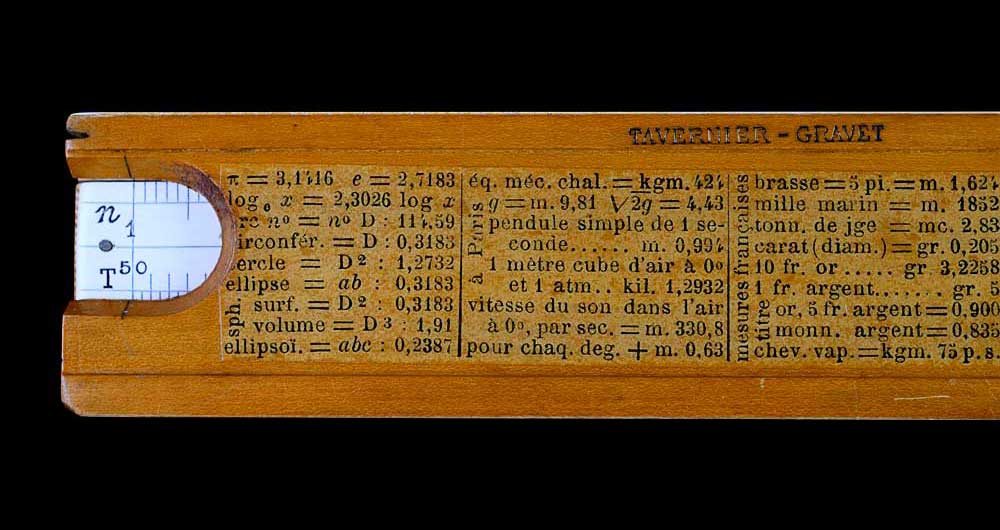 TAVERNIER - GRAVET
n
1
T
50
π = 3,1416 e = 2,7183
log. x = 2,3026 log x
arc nº = nº D : 114,59
circonfér. = D : 0,3183
cercle = D² : 1,2732
ellipse = ab : 0,3183
sph.
surf. = D² : 0,3183
volume = D³ : 1,91
ellipsoï. = abc : 0,2387
éq. méc. chal. = kgm. 424
à Paris
g = m. 9,81 √2g = 4,43
pendule simple de 1 se-
conde...... m. 0,994
1 mètre cube d'air à 0º
et 1 atm.. kil. 1,2932
vitesse du son dans l'air
à 0º, par sec. = m. 330,8
pour chaq. deg. + m. 0,63
mesures françaises
brasse = 5 pi. = m. 1,624
mille marin = m. 1852
tonn. de jge = mc. 2,83
carat (diam.) = gr. 0,205
10 fr. or ..... gr 3,2258
1 fr. argent....... gr. 5
titre
or, 5 fr. argent = 0,900
monn. argent = 0,835
chev. vap. = kgm. 75 p. s.